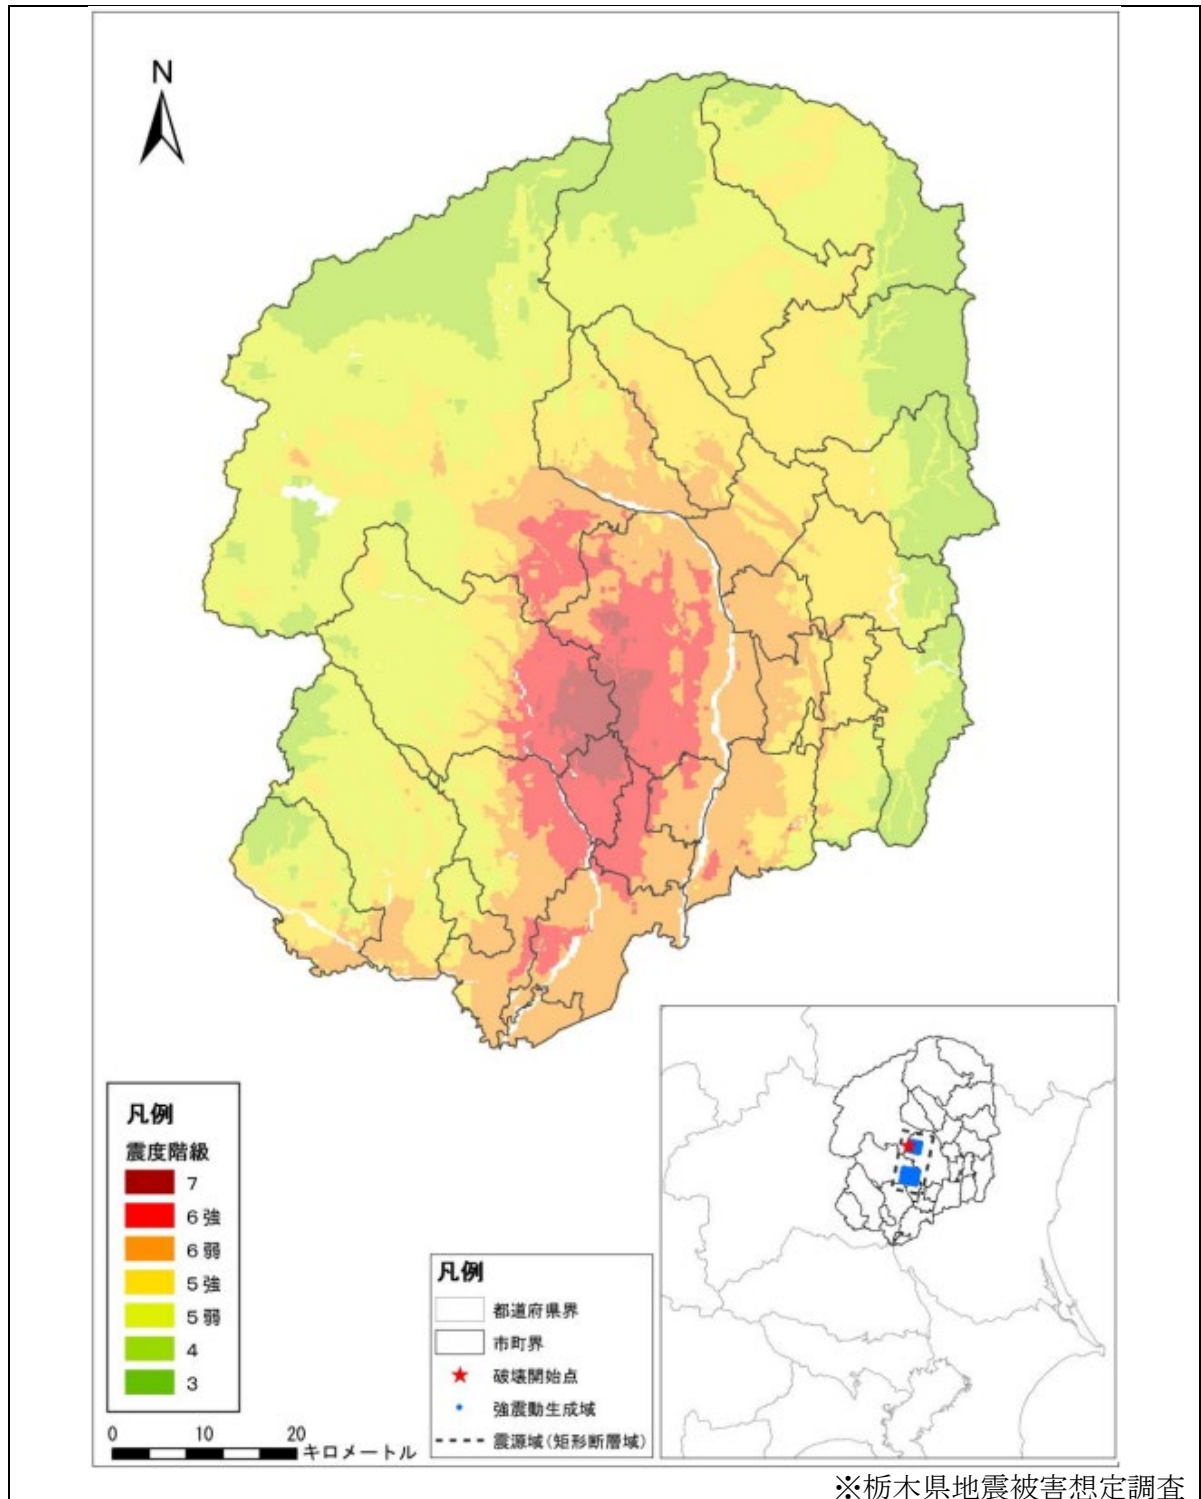 N
凡例
震度階級
7
6強
6弱
5強
5弱
4
3
0 10 20
キロメートル
凡例
都道府県界
市町界
破壊開始点
強震動生成域
震源域(矩形断層域)
※栃木県地震被害想定調査